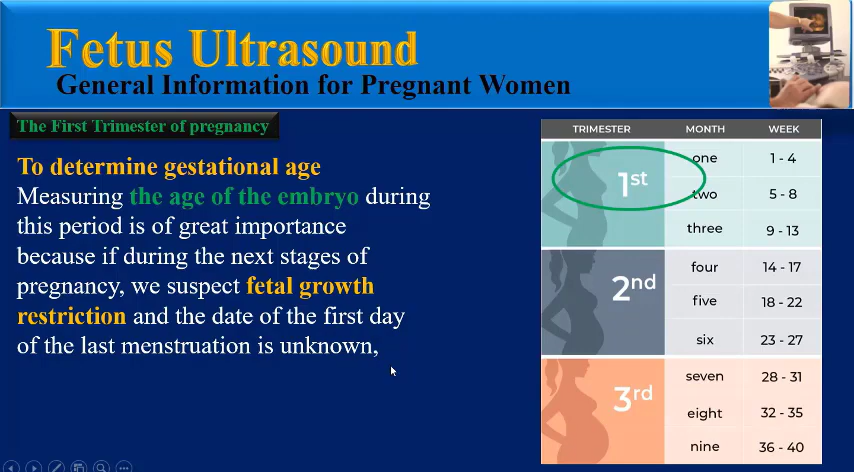 Fetus Ultrasound
General Information for Pregnant Women
The First Trimester of pregnancy
To determine gestational age
Measuring the age of the embryo during
this period is of great importance
because if during the next stages of
pregnancy, we suspect fetal growth
restriction and the date of the first day
of the last menstruation is unknown,
TRIMESTER MONTH WEEK
1st
one 1 - 4
two 5 - 8
three 9 - 13
2nd
four 14 - 17
five 18 - 22
six 23 - 27
3rd
seven 28 - 31
eight 32 - 35
nine 36 - 40